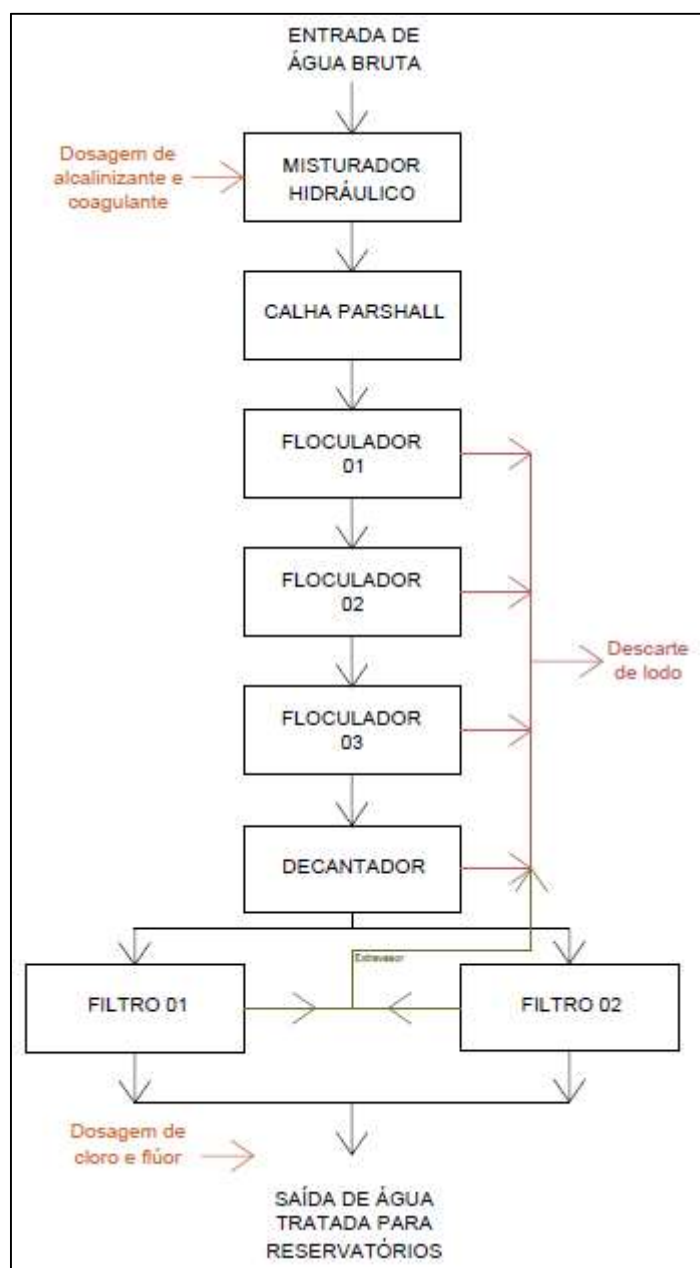 ENTRADA DE
ÁGUA BRUTA
Dosagem de
alcalinizante e
coagulante
MISTURADOR
HIDRÁULICO
CALHA PARSHALL
FLOCULADOR
01
FLOCULADOR
02
Descarte
de lodo
FLOCULADOR
03
DECANTADOR
Extravasor
FILTRO 01
FILTRO 02
Dosagem de
cloro e flúor
SAÍDA DE ÁGUA
TRATADA PARA
RESERVATÓRIOS